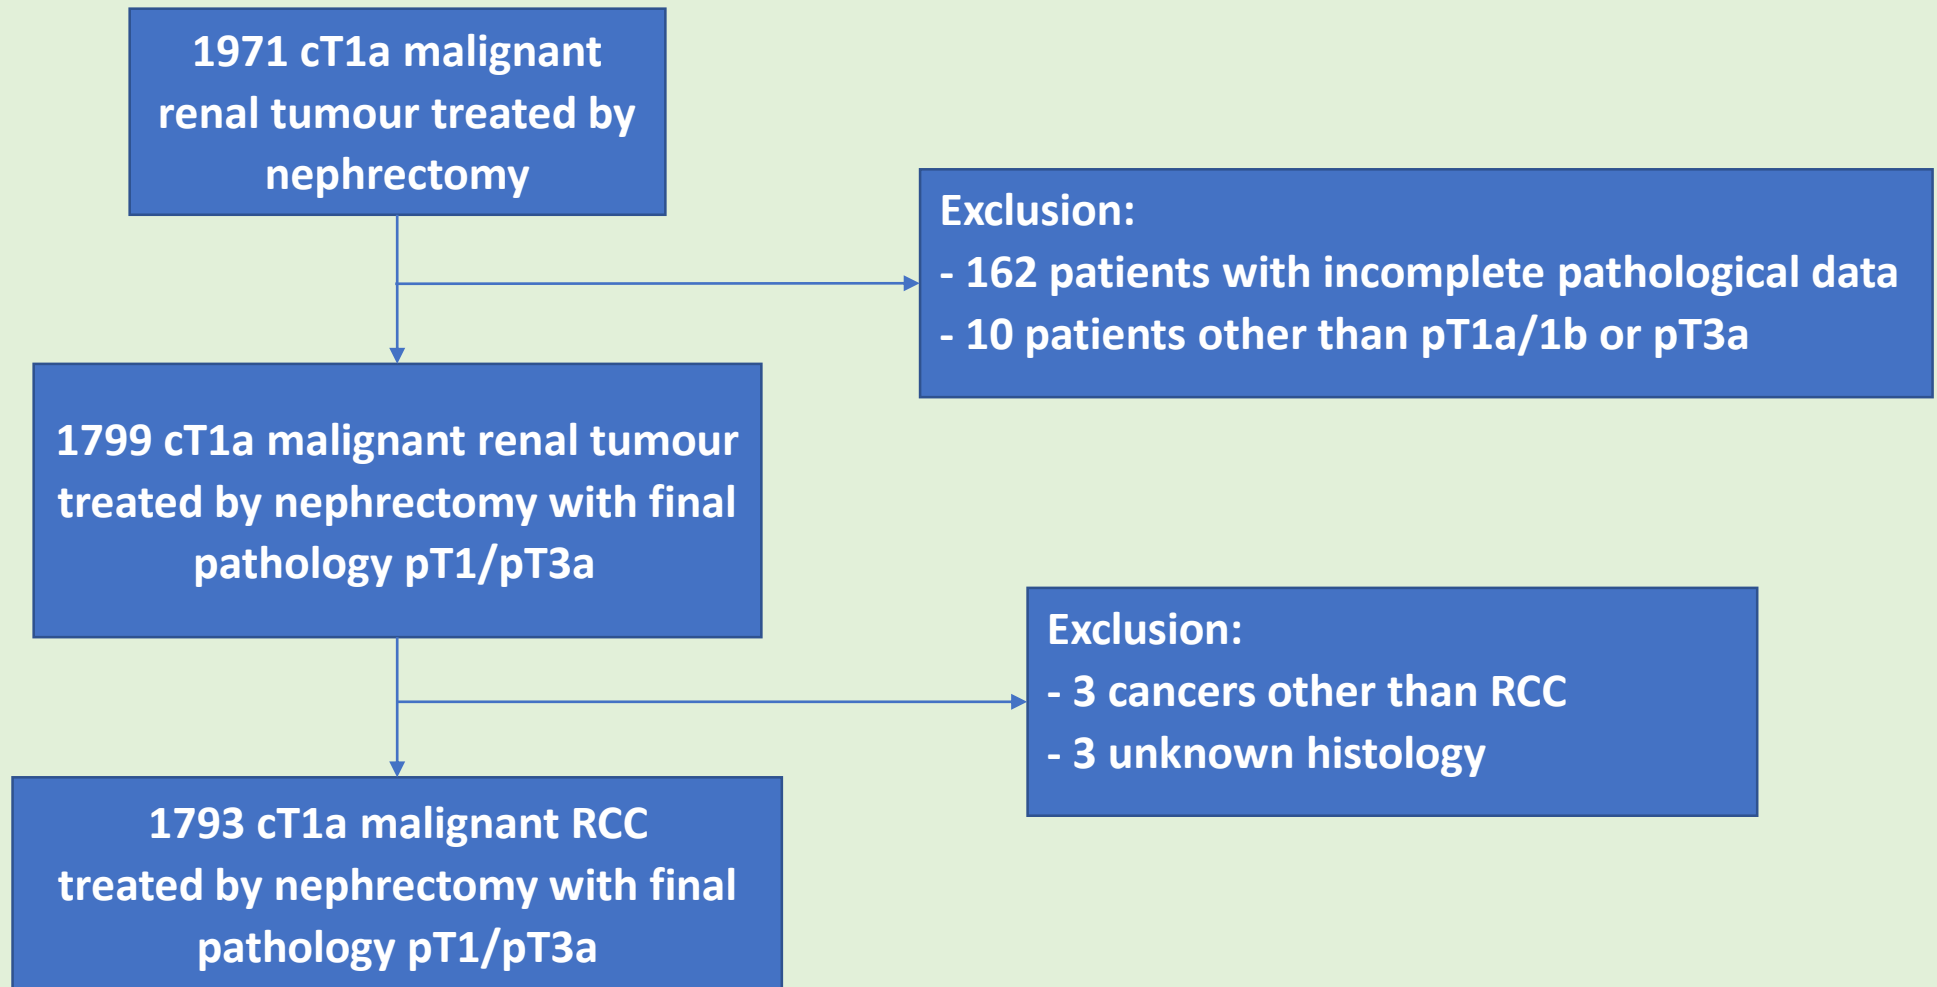 1971 cT1a malignant
renal tumour treated by
nephrectomy
Exclusion:
- 162 patients with incomplete pathological data
- 10 patients other than pT1a/1b or pT3a
1799 cT1a malignant renal tumour
treated by nephrectomy with final
pathology pT1/pT3a
Exclusion:
- 3 cancers other than RCC
- 3 unknown histology
1793 cT1a malignant RCC
treated by nephrectomy with final
pathology pT1/pT3a